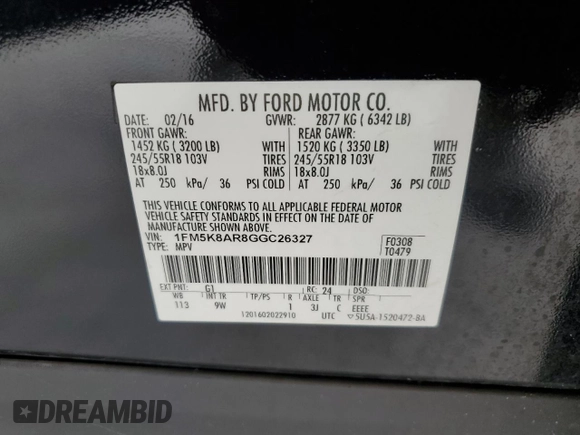 MFD. BY FORD MOTOR CO.
DATE: 02/16 GVWR: 2877 KG ( 6342 LB)
FRONT GAWR: REAR GAWR:
1452 KG ( 3200 LB) 1520 KG ( 3350 LB)
245/55R18 103V TIRES 245/55R18 103V TIRES
18x8.0J RIMS 18x8.0J RIMS
AT 250 kPa/ 36 PSI COLD AT 250 kPa/ 36 PSI COLD
THIS VEHICLE CONFORMS TO ALL APPLICABLE FEDERAL MOTOR
VEHICLE SAFETY STANDARDS IN EFFECT ON THE DATE OF
MANUFACTURE SHOWN ABOVE.
VIN: 1FM5K8AR8GGC26327 F0308
TYPE: MPV T0479
EXT PNT: G1 RC: 24 DSO:
WB INT TR TP/PS R AXLE TR SPR
113 9W 1 3J C EEEE
1201602022910 UTC ▽5U5A-1520472-BA
DREAMBID